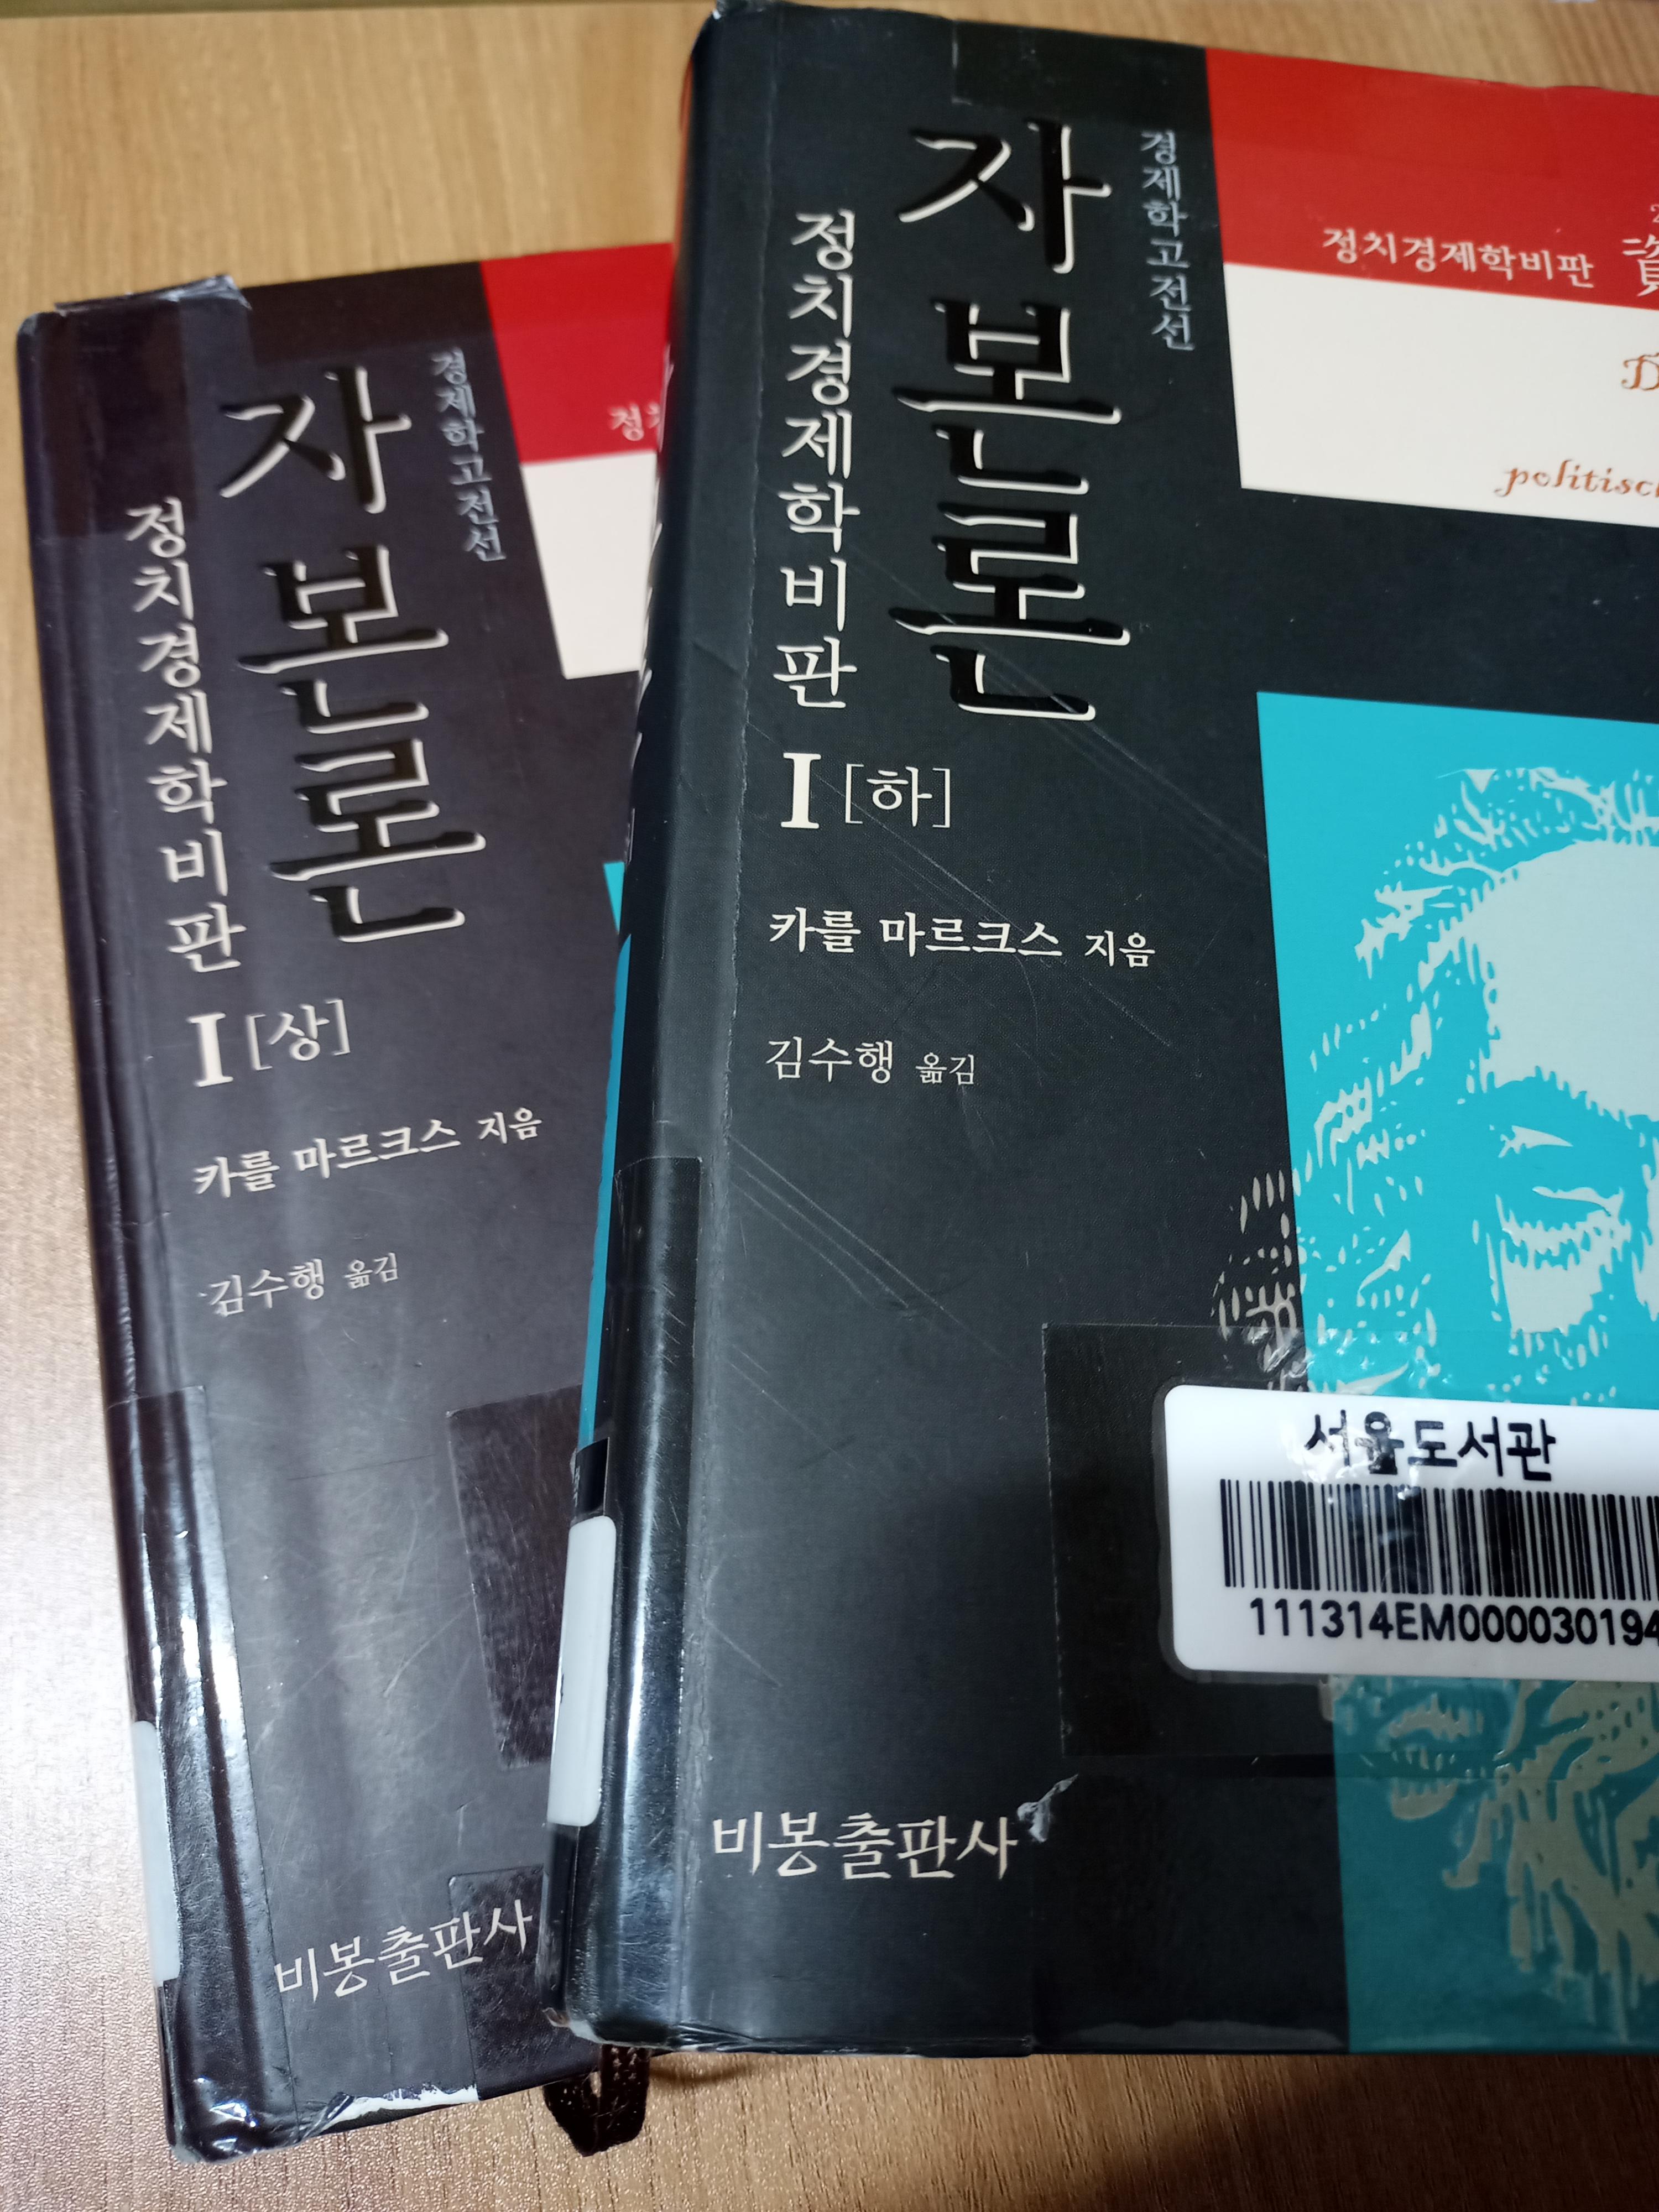 경제학고전선
자본론
정치경제학비판
I [상]
카를 마르크스 지음
김수행 옮김
비봉출판사
경제학고전선
자본론
정치경제학비판
I [하]
카를 마르크스 지음
김수행 옮김
정치경제학비판 資
politisch
서울도서관
111314EM000030194
비봉출판사